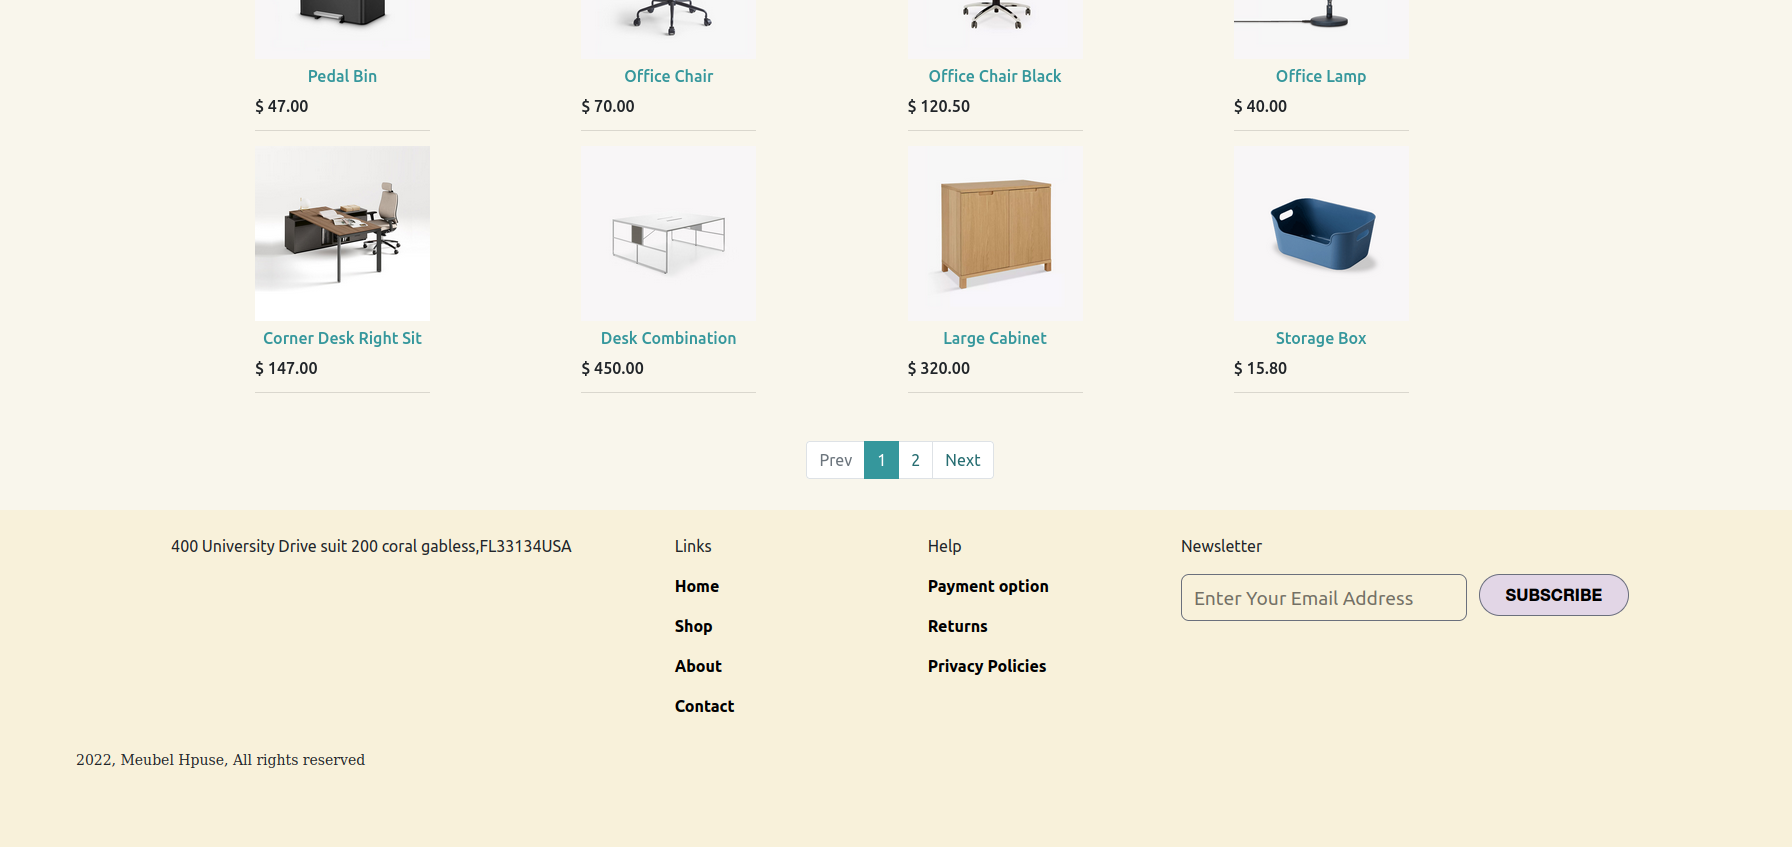 Pedal Bin
$ 47.00
Office Chair
$ 70.00
Office Chair Black
$ 120.50
Office Lamp
$ 40.00
Corner Desk Right Sit
$ 147.00
Desk Combination
$ 450.00
Large Cabinet
$ 320.00
Storage Box
$ 15.80
Prev 1 2 Next
400 University Drive suit 200 coral gabless,FL33134USA
Links
Home
Shop
About
Contact
Help
Payment option
Returns
Privacy Policies
Newsletter
Enter Your Email Address
SUBSCRIBE
2022, Meubel Hpuse, All rights reserved